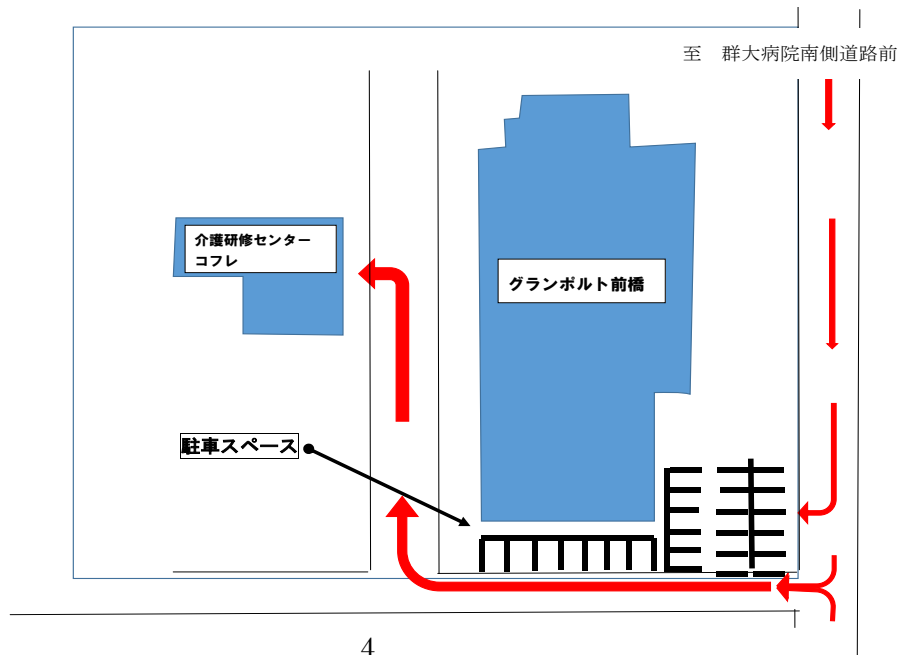 至　群大病院南側道路前
介護研修センター
コフレ
グランポルト前橋
駐車スペース
4